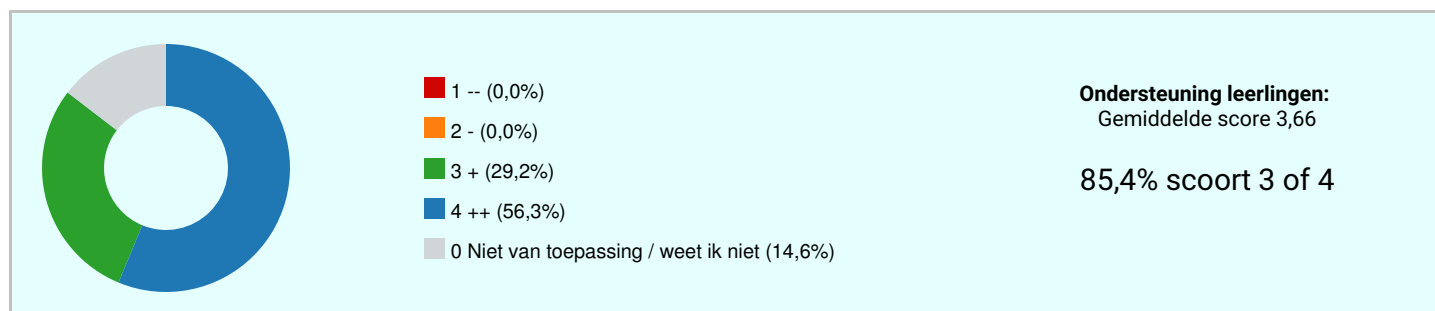 1 -- (0,0%)
2 - (0,0%)
3 + (29,2%)
4 ++ (56,3%)
0 Niet van toepassing / weet ik niet (14,6%)
Ondersteuning leerlingen:
Gemiddelde score 3,66
85,4% scoort 3 of 4